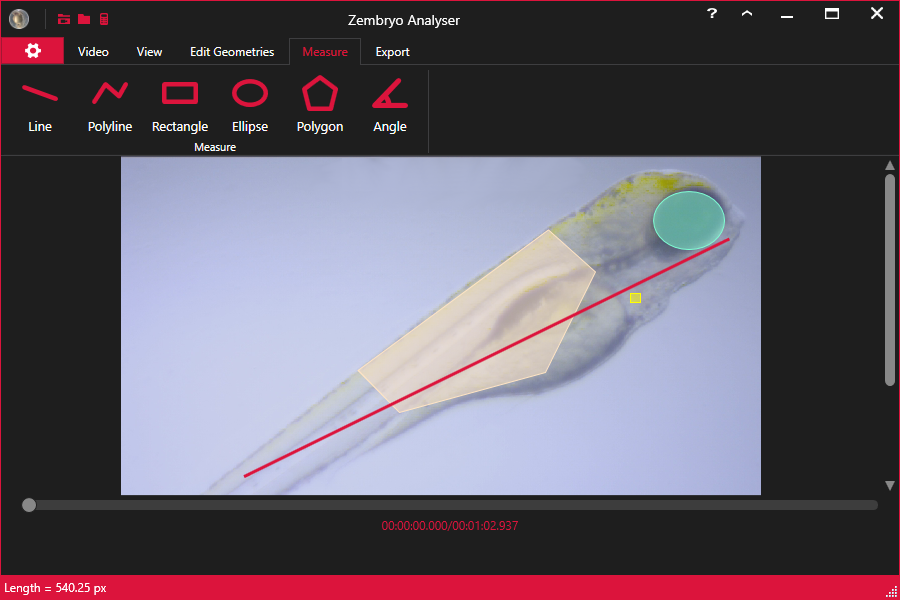 Zembryo Analyser
?
Video View Edit Geometries Measure Export
Line Polyline Rectangle Ellipse Polygon Angle
Measure
00:00:00.000/00:01:02.937
Length = 540.25 px